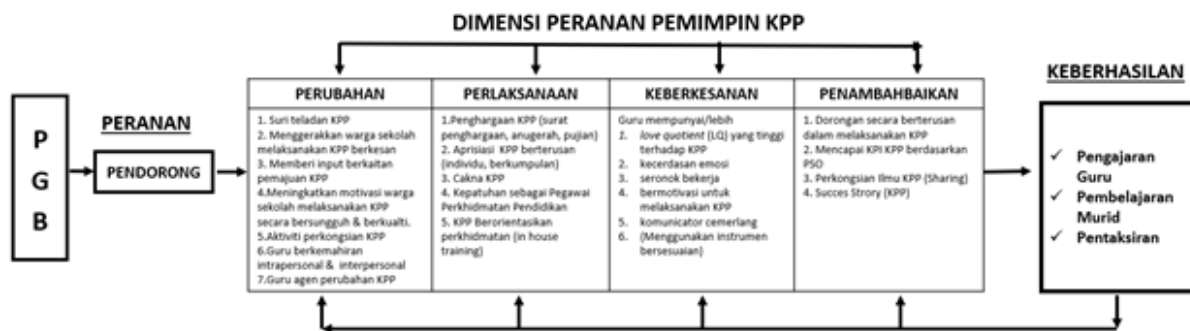 DIMENSI PERANAN PEMIMPIN KPP
P
G
B
PERANAN
PENDORONG
PERUBAHAN
1. Suri teladan KPP
2. Menggerakkan warga sekolah
melaksanakan KPP berkesan
3. Memberi input berkaitan
pemajuan KPP
4.Meningkatkan motivasi warga
sekolah melaksanakan KPP
secara bersungguh & berkualti.
5.Aktiviti perkongsian KPP
6.Guru berkemahiran
intrapersonal & interpersonal
7.Guru agen perubahan KPP
PERLAKSANAAN
1.Penghargaan KPP (surat
penghargaan, anugerah, pujian)
2. Aprisiasi KPP berterusan
(individu, berkumpulan)
3. Cakna KPP
4. Kepatuhan sebagai Pegawai
Perkhidmatan Pendidikan
5. KPP Berorientasikan
perkhidmatan (in house
training)
KEBERKESANAN
Guru mempunyai/lebih
1. love quotient (LQ) yang tinggi
terhadap KPP
2. kecerdasan emosi
3. seronok bekerja
4. bermotivasi untuk
melaksanakan KPP
5. komunicator cemerlang
6. (Menggunakan instrumen
bersesuaian)
PENAMBAHBAIKAN
1. Dorongan secara berterusan
dalam melaksanakan KPP
2. Mencapai KPI KPP berdasarkan
PSO
3. Perkongsian Ilmu KPP (Sharing)
4. Succes Strory (KPP)
KEBERHASILAN
✓ Pengajaran
Guru
✓ Pembelajaran
Murid
✓ Pentaksiran